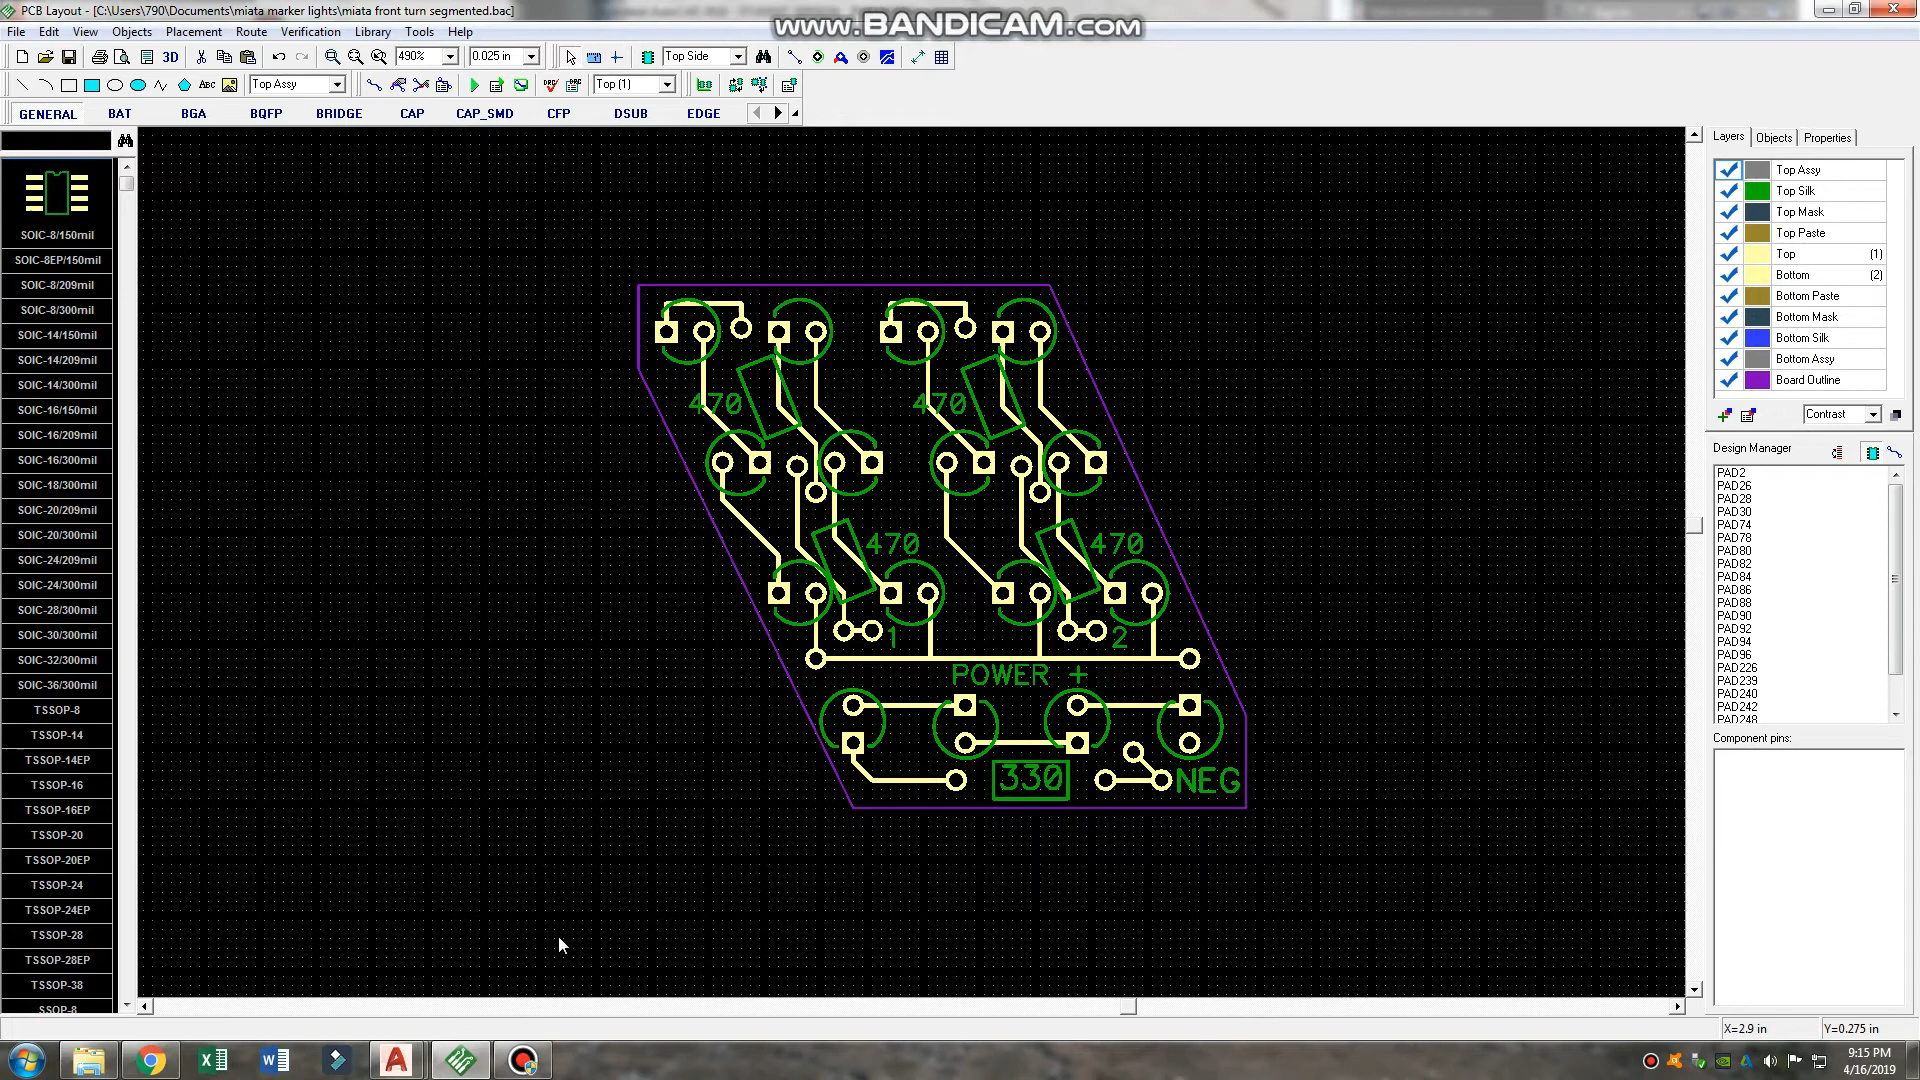 PCB Layout - [C:\Users\790\Documents\miata marker lights\miata front turn segmented.bac]
www.BANDICAM.com
File Edit View Objects Placement Route Verification Library Tools Help
3D 490% 0.025 in Top Side
Abc Top Assy Top (1)
GENERAL BAT BGA BQFP BRIDGE CAP CAP_SMD CFP DSUB EDGE
SOIC-8/150mil
SOIC-8EP/150mil
SOIC-8/209mil
SOIC-8/300mil
SOIC-14/150mil
SOIC-14/209mil
SOIC-14/300mil
SOIC-16/150mil
SOIC-16/209mil
SOIC-16/300mil
SOIC-18/300mil
SOIC-20/209mil
SOIC-20/300mil
SOIC-24/209mil
SOIC-24/300mil
SOIC-28/300mil
SOIC-30/300mil
SOIC-32/300mil
SOIC-36/300mil
TSSOP-8
TSSOP-14
TSSOP-14EP
TSSOP-16
TSSOP-16EP
TSSOP-20
TSSOP-20EP
TSSOP-24
TSSOP-24EP
TSSOP-28
TSSOP-28EP
TSSOP-38
SSOP-8
470 470
470 470
1 2
POWER +
330 NEG
Layers Objects Properties
Top Assy
Top Silk
Top Mask
Top Paste
Top (1)
Bottom (2)
Bottom Paste
Bottom Mask
Bottom Silk
Bottom Assy
Board Outline
Contrast
Design Manager
PAD2
PAD26
PAD28
PAD30
PAD74
PAD78
PAD80
PAD82
PAD84
PAD86
PAD88
PAD90
PAD92
PAD94
PAD96
PAD226
PAD239
PAD240
PAD242
PAD248
Component pins:
X=2.9 in Y=0.275 in
9:15 PM
4/16/2019